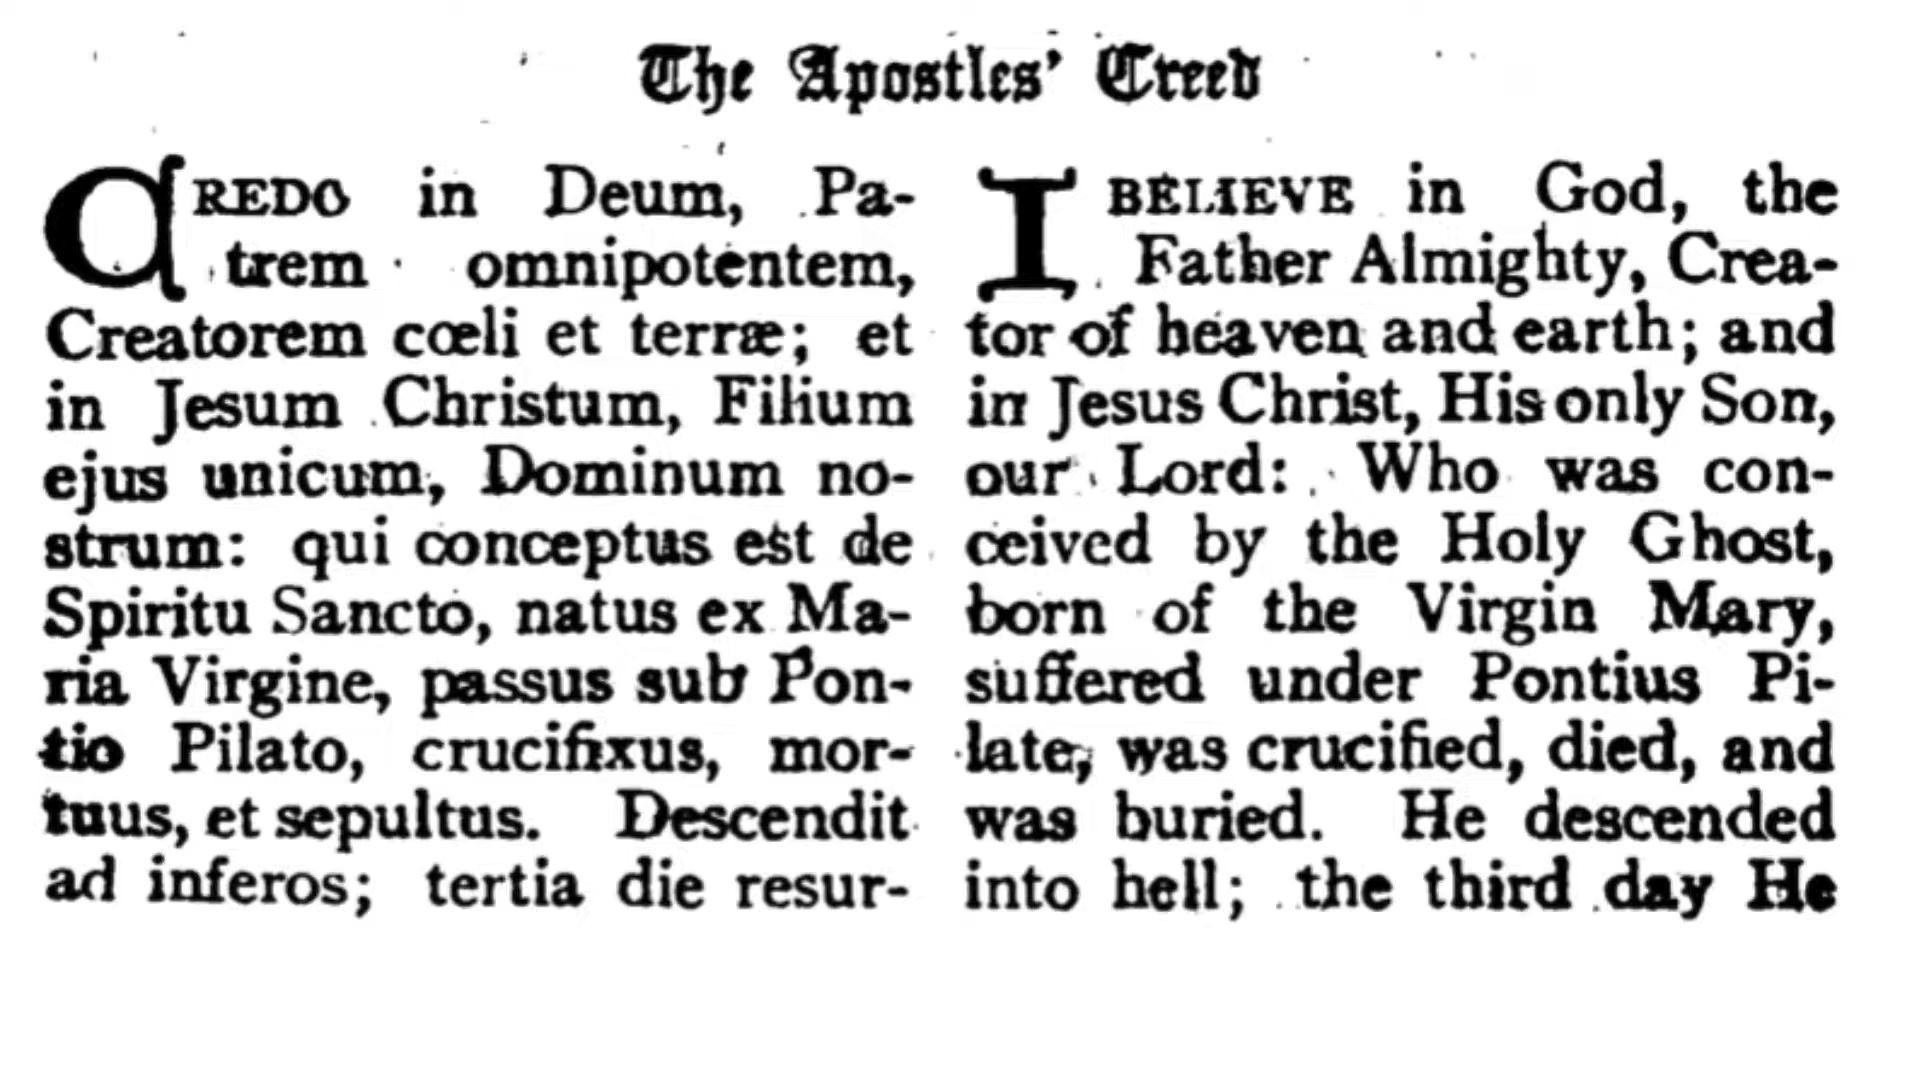 The Apostles' Creed
CREDO in Deum, Pa-
trem omnipotentem,
Creatorem cœli et terræ; et
in Jesum Christum, Filium
ejus unicum, Dominum no-
strum: qui conceptus est de
Spiritu Sancto, natus ex Ma-
ria Virgine, passus sub Pon-
tio Pilato, crucifixus, mor-
tuus, et sepultus. Descendit
ad inferos; tertia die resur-
I BELIEVE in God, the
Father Almighty, Crea-
tor of heaven and earth; and
in Jesus Christ, His only Son,
our Lord: Who was con-
ceived by the Holy Ghost,
born of the Virgin Mary,
suffered under Pontius Pi-
late, was crucified, died, and
was buried. He descended
into hell; the third day He